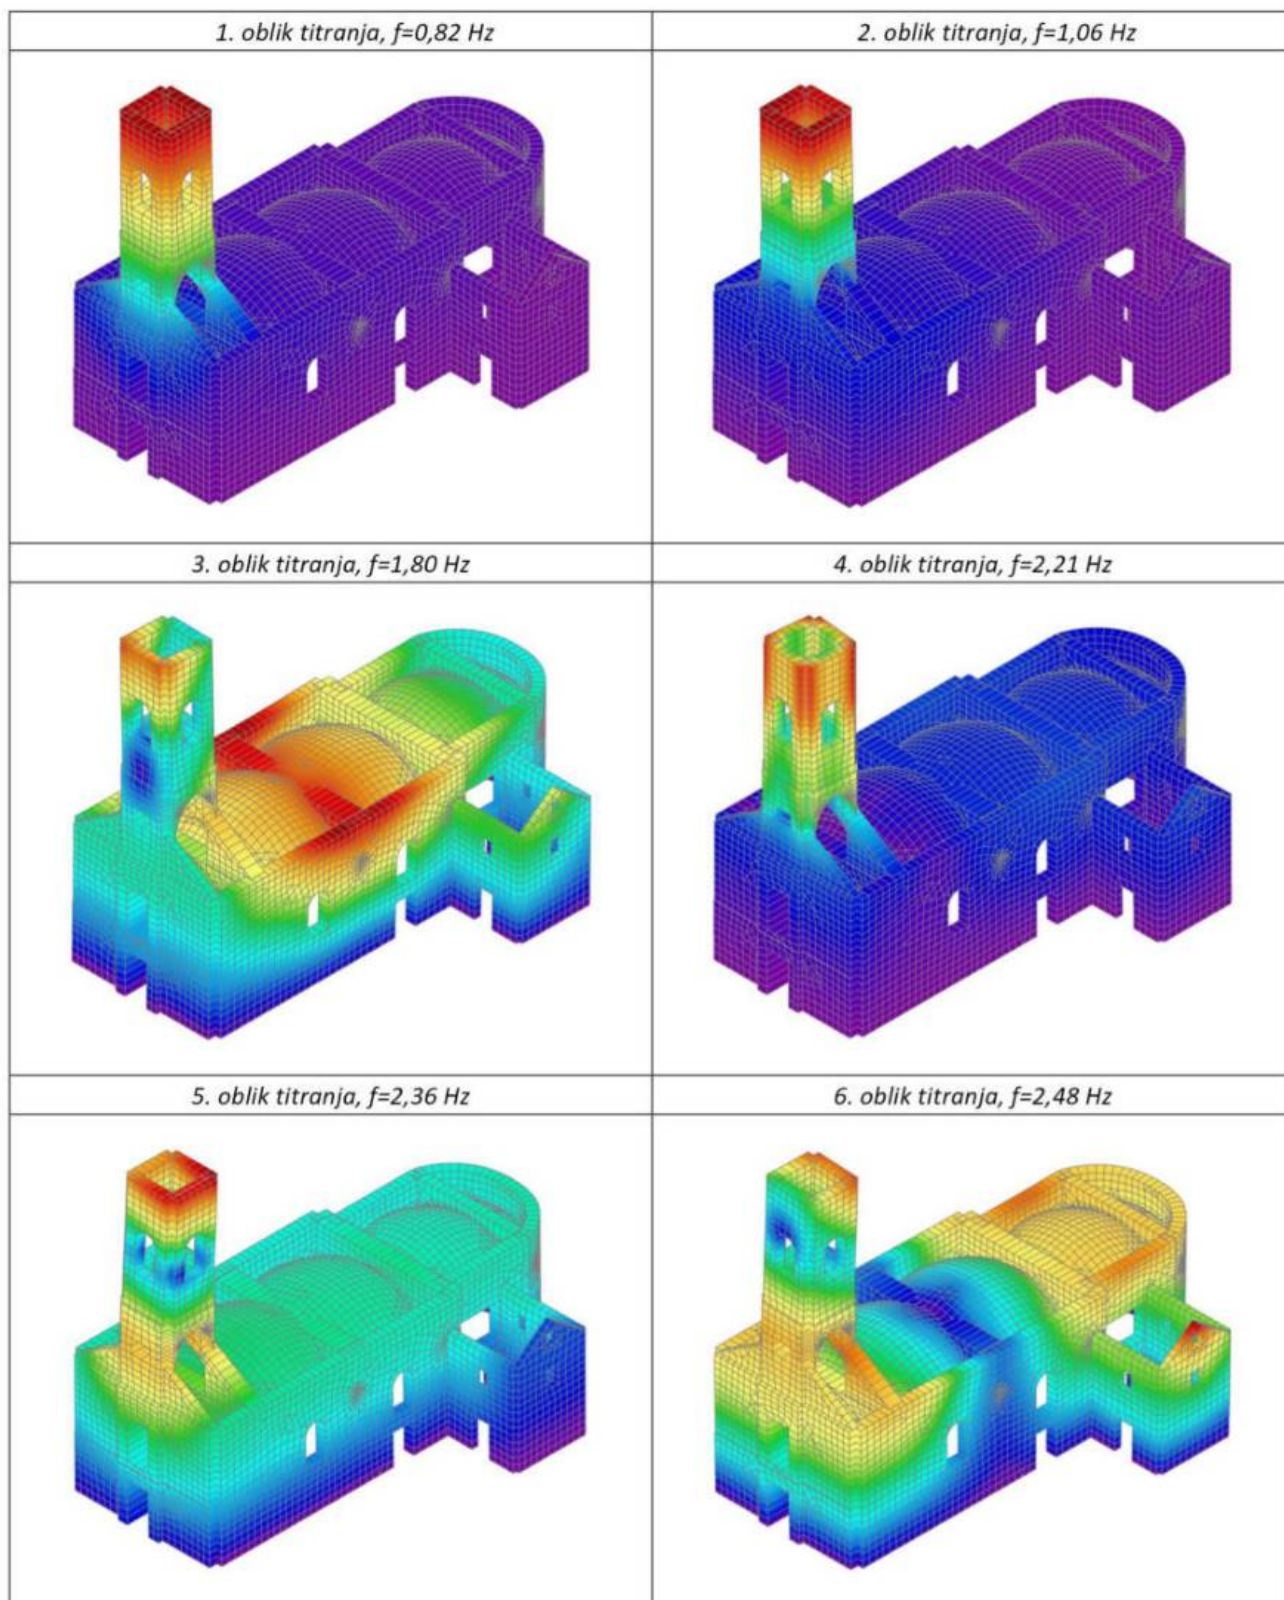 1. oblik titranja, f=0,82 Hz
2. oblik titranja, f=1,06 Hz
3. oblik titranja, f=1,80 Hz
4. oblik titranja, f=2,21 Hz
5. oblik titranja, f=2,36 Hz
6. oblik titranja, f=2,48 Hz